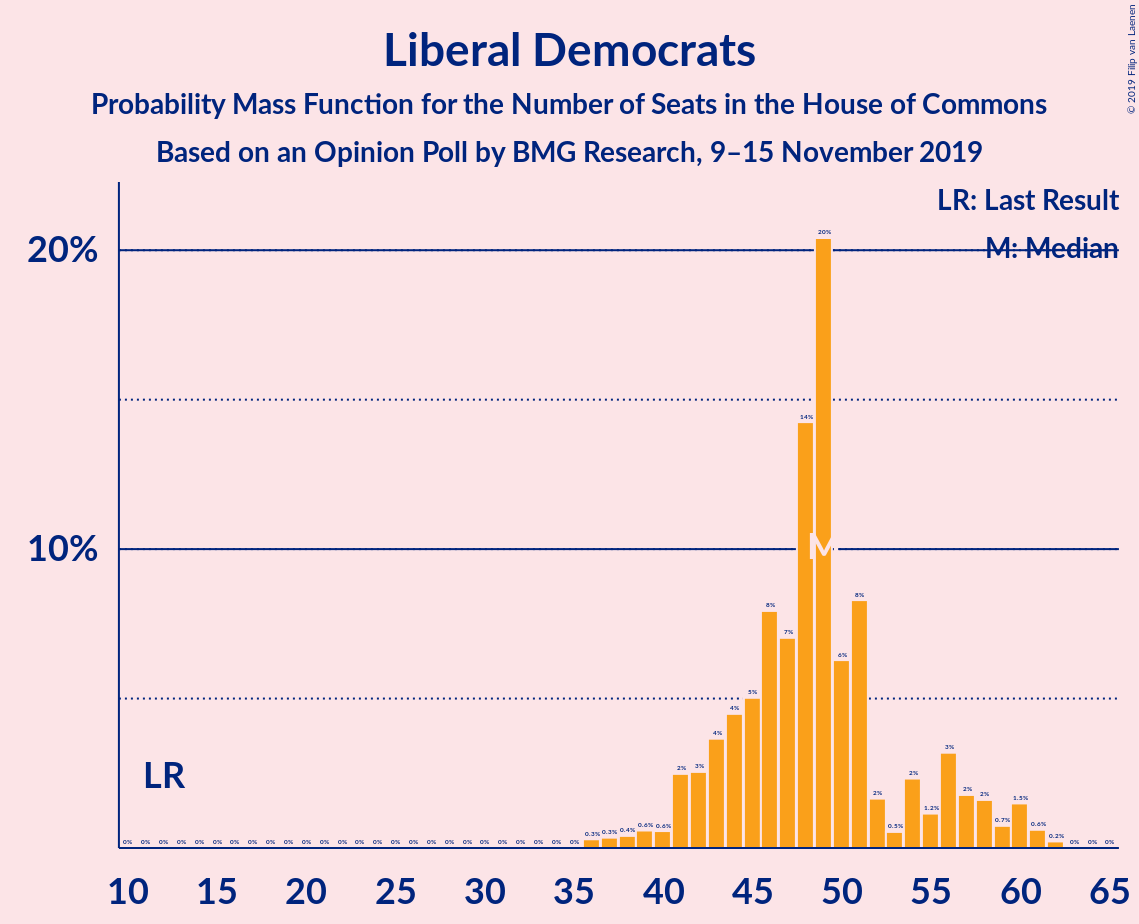 Liberal Democrats
Probability Mass Function for the Number of Seats in the House of Commons
Based on an Opinion Poll by BMG Research, 9–15 November 2019
© 2019 Filip van Laenen
LR: Last Result
M: Median
20%
10%
LR
M
0% 0% 0% 0% 0% 0% 0% 0% 0% 0% 0% 0% 0% 0% 0% 0% 0% 0% 0% 0% 0% 0% 0% 0% 0% 0% 0.3% 0.3% 0.4% 0.6% 0.6% 2% 3% 4% 4% 5% 8% 7% 14% 20% 6% 8% 2% 0.5% 2% 1.2% 3% 2% 2% 0.7% 1.5% 0.6% 0.2% 0% 0% 0%
10 15 20 25 30 35 40 45 50 55 60 65